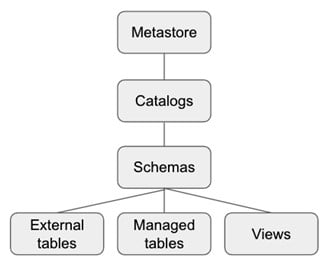 Metastore
Catalogs
Schemas
External
tables
Managed
tables
Views